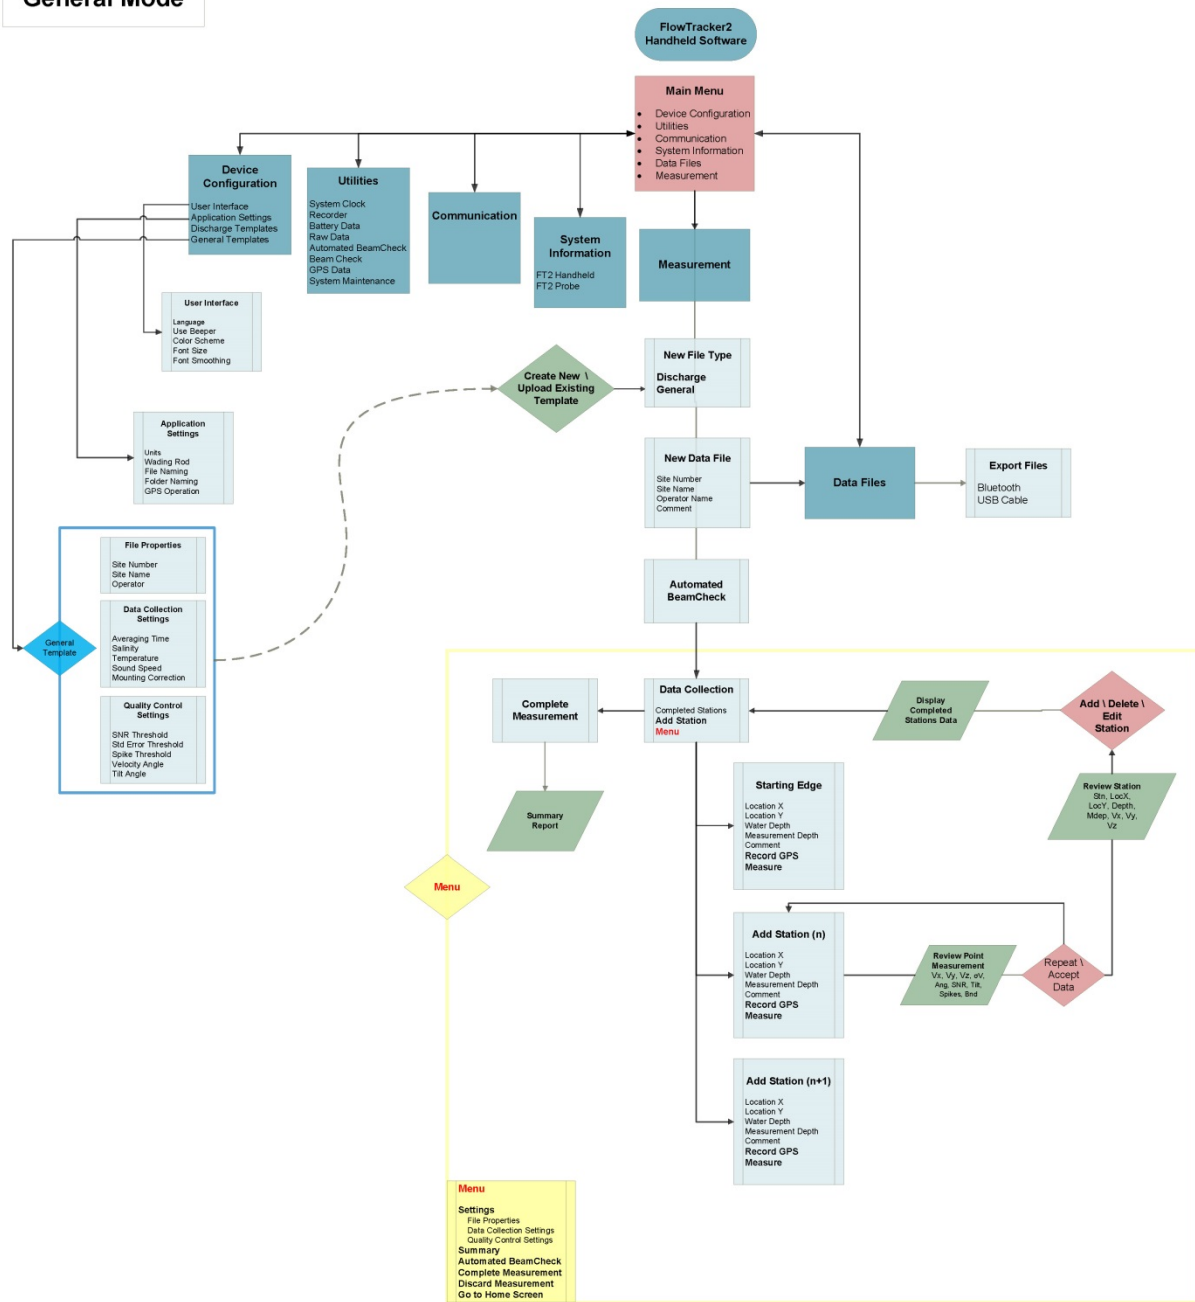 General Mode
FlowTracker2
Handheld Software
Main Menu
• Device Configuration
• Utilities
• Communication
• System Information
• Data Files
• Measurement
Device
Configuration
User Interface
Application Settings
Discharge Templates
General Templates
Utilities
System Clock
Recorder
Battery Data
Raw Data
Automated BeamCheck
Beam Check
GPS Data
System Maintenance
Communication
System
Information
FT2 Handheld
FT2 Probe
Measurement
User Interface
Language
Use Beeper
Color Scheme
Font Size
Font Smoothing
Create New \
Upload Existing
Template
New File Type
Discharge
General
Application
Settings
Units
Wading Rod
File Naming
Folder Naming
GPS Operation
New Data File
Site Number
Site Name
Operator Name
Comment
Data Files
Export Files
Bluetooth
USB Cable
File Properties
Site Number
Site Name
Operator
Data Collection
Settings
Averaging Time
Salinity
Temperature
Sound Speed
Mounting Correction
General
Template
Quality Control
Settings
SNR Threshold
Std Error Threshold
Spike Threshold
Velocity Angle
Tilt Angle
Automated
BeamCheck
Complete
Measurement
Data Collection
Completed Stations
Add Station
Menu
Display
Completed
Stations Data
Add \ Delete \
Edit
Station
Summary
Report
Starting Edge
Location X
Location Y
Water Depth
Measurement Depth
Comment
Record GPS
Measure
Review Station
Stn, LocX,
LocY, Depth,
Mdep, Vx, Vy,
Vz
Menu
Add Station (n)
Location X
Location Y
Water Depth
Measurement Depth
Comment
Record GPS
Measure
Review Point
Measurement
Vx, Vy, Vz, σV,
Ang, SNR, Tilt,
Spikes, Bnd
Repeat \
Accept
Data
Add Station (n+1)
Location X
Location Y
Water Depth
Measurement Depth
Comment
Record GPS
Measure
Menu
Settings
File Properties
Data Collection Settings
Quality Control Settings
Summary
Automated BeamCheck
Complete Measurement
Discard Measurement
Go to Home Screen